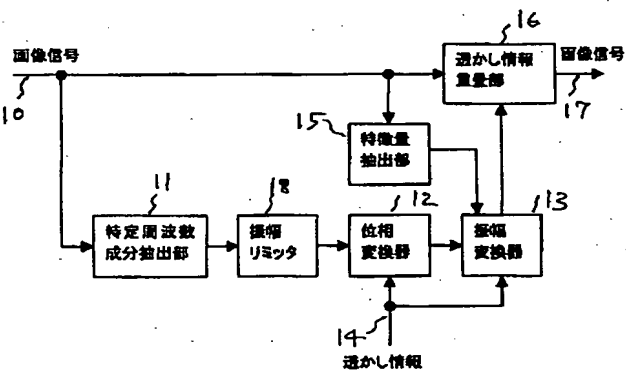 16
画像信号
10
透かし情報
重畳部
画像信号
17
15
特徴量
抽出部
11
特定周波数
成分抽出部
18
振幅
リミッタ
12
位相
変換器
13
振幅
変換器
14
透かし情報